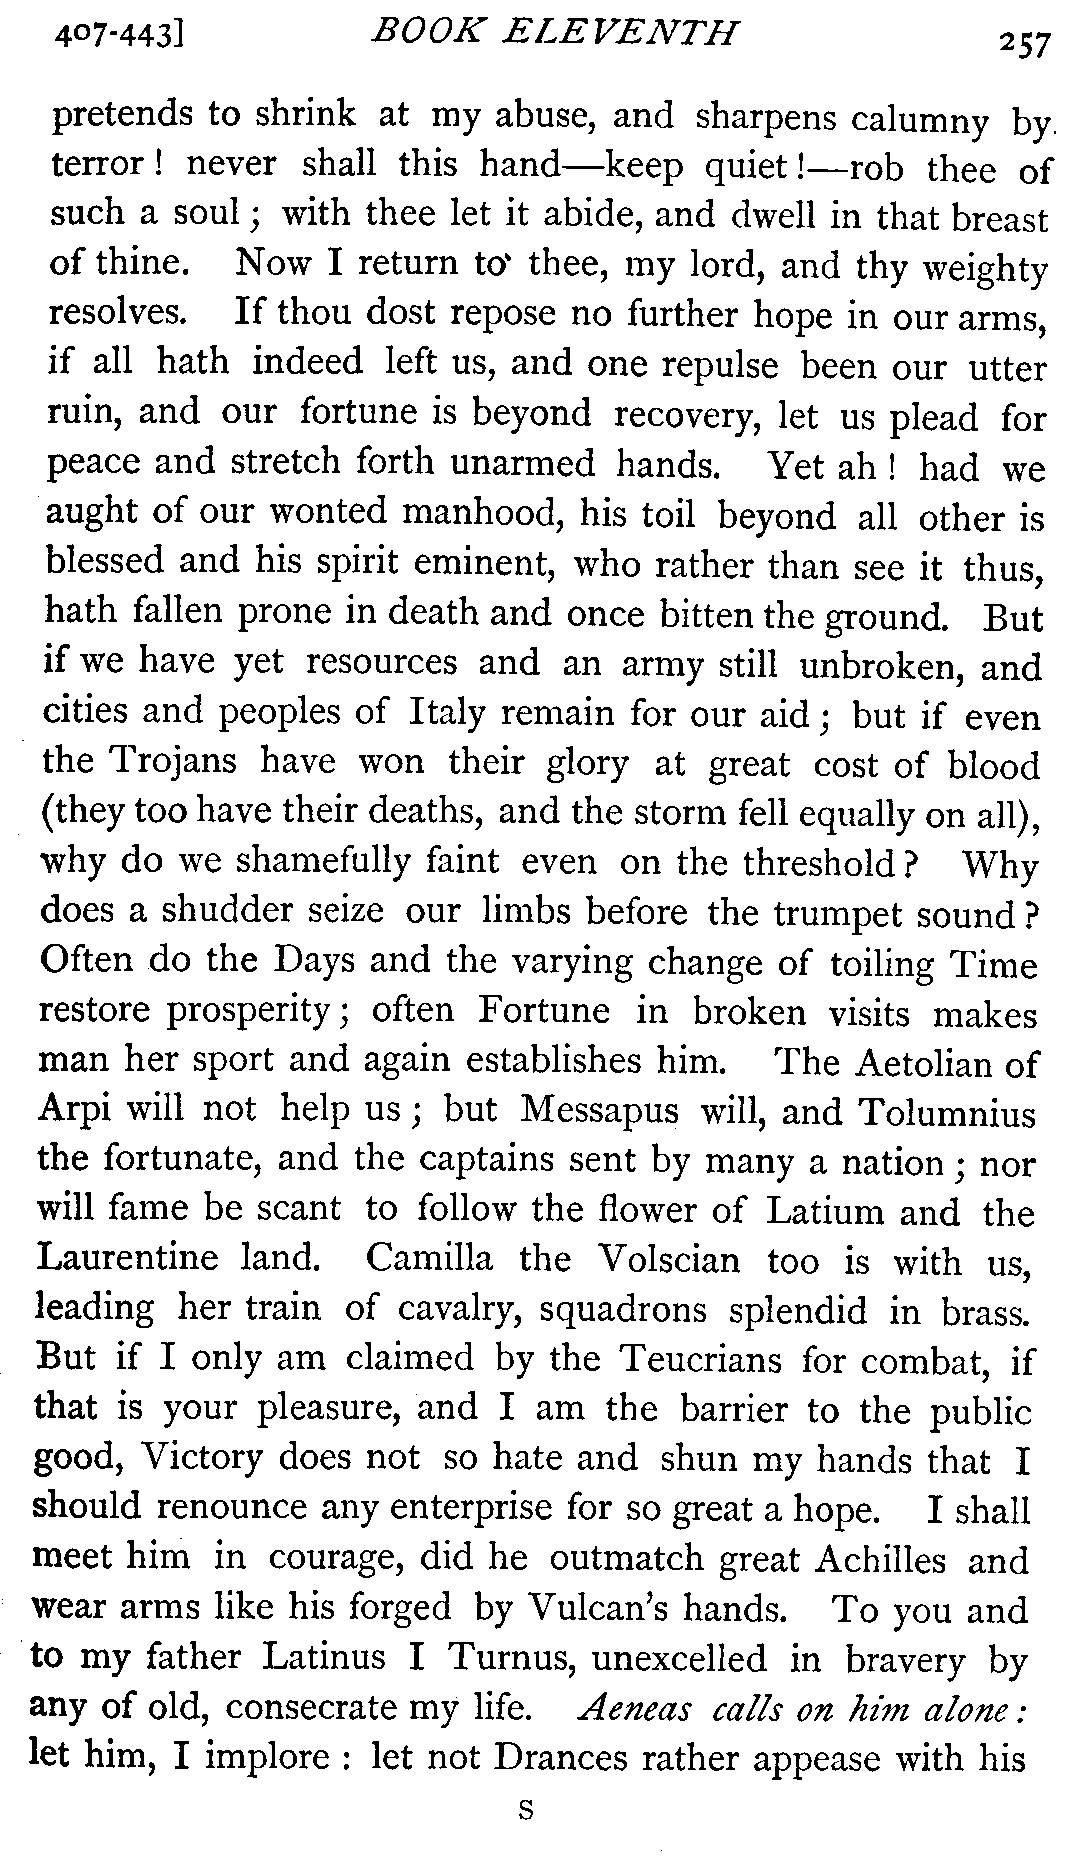 407-443] BOOK ELEVENTH 257
pretends to shrink at my abuse, and sharpens calumny by
terror ! never shall this hand—keep quiet !—rob thee of
such a soul ; with thee let it abide, and dwell in that breast
of thine. Now I return to thee, my lord, and thy weighty
resolves. If thou dost repose no further hope in our arms,
if all hath indeed left us, and one repulse been our utter
ruin, and our fortune is beyond recovery, let us plead for
peace and stretch forth unarmed hands. Yet ah ! had we
aught of our wonted manhood, his toil beyond all other is
blessed and his spirit eminent, who rather than see it thus,
hath fallen prone in death and once bitten the ground. But
if we have yet resources and an army still unbroken, and
cities and peoples of Italy remain for our aid ; but if even
the Trojans have won their glory at great cost of blood
(they too have their deaths, and the storm fell equally on all),
why do we shamefully faint even on the threshold ? Why
does a shudder seize our limbs before the trumpet sound ?
Often do the Days and the varying change of toiling Time
restore prosperity ; often Fortune in broken visits makes
man her sport and again establishes him. The Aetolian of
Arpi will not help us ; but Messapus will, and Tolumnius
the fortunate, and the captains sent by many a nation ; nor
will fame be scant to follow the flower of Latium and the
Laurentine land. Camilla the Volscian too is with us,
leading her train of cavalry, squadrons splendid in brass.
But if I only am claimed by the Teucrians for combat, if
that is your pleasure, and I am the barrier to the public
good, Victory does not so hate and shun my hands that I
should renounce any enterprise for so great a hope. I shall
meet him in courage, did he outmatch great Achilles and
wear arms like his forged by Vulcan's hands. To you and
to my father Latinus I Turnus, unexcelled in bravery by
any of old, consecrate my life. Aeneas calls on him alone :
let him, I implore : let not Drances rather appease with his
S